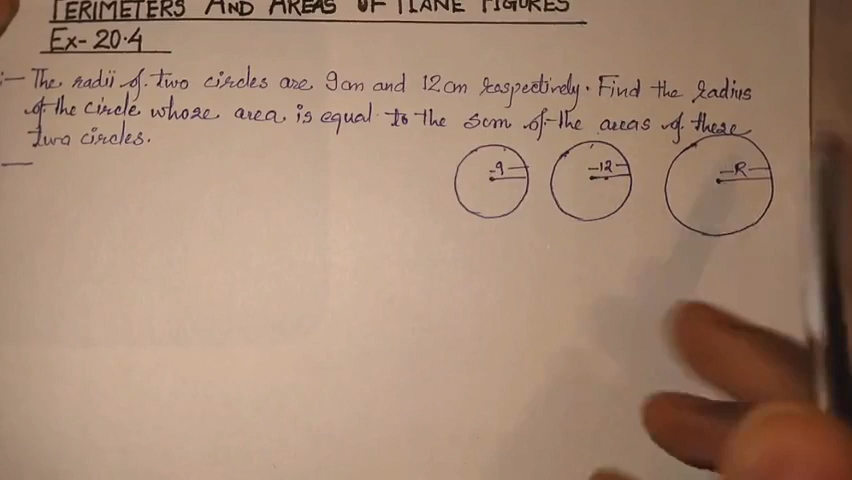 PERIMETERS AND AREAS OF PLANE FIGURES
Ex-20.4
:- The radii of two circles are 9cm and 12cm respectively. Find the radius
of the circle whose area is equal to the sum of the areas of these
two circles.
9 12 R